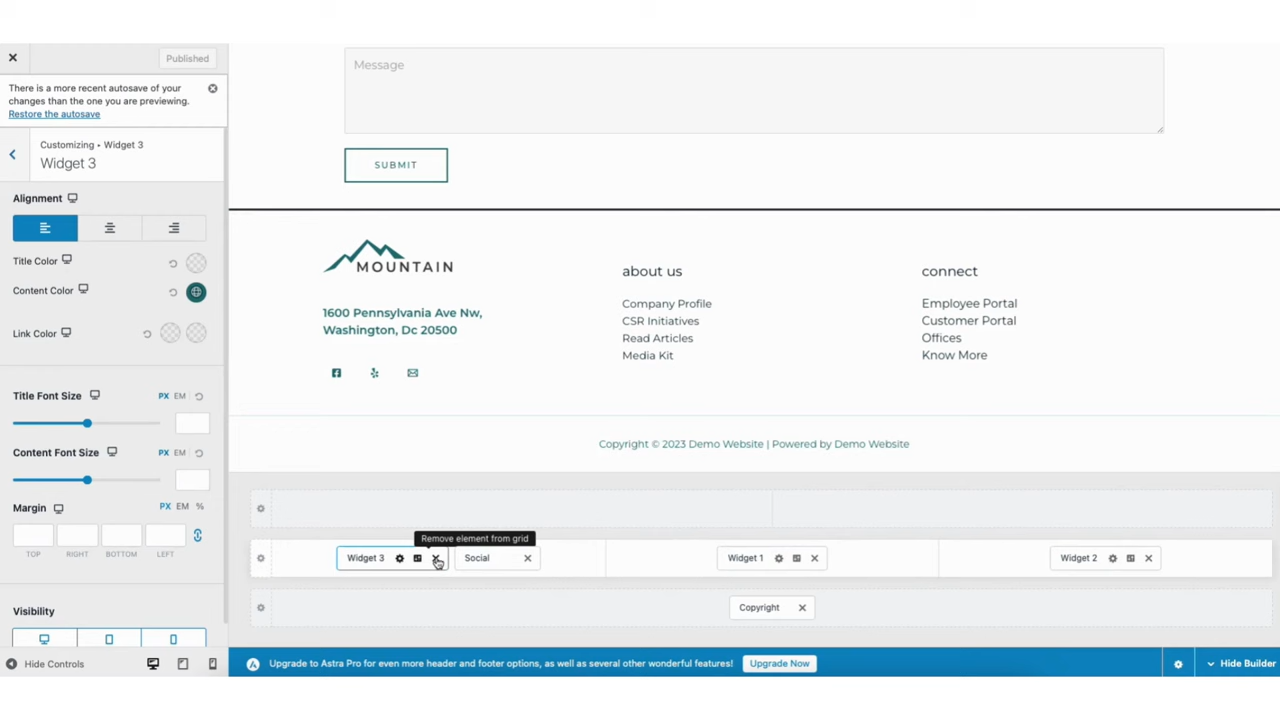 Published
There is a more recent autosave of your
changes than the one you are previewing.
Restore the autosave
Customizing • Widget 3
Widget 3
Alignment
Title Color
Content Color
Link Color
Title Font Size
PX EM
Content Font Size
PX EM
Margin
PX EM %
TOP RIGHT BOTTOM LEFT
Visibility
Hide Controls
Message
SUBMIT
MOUNTAIN
1600 Pennsylvania Ave Nw,
Washington, Dc 20500
about us
Company Profile
CSR Initiatives
Read Articles
Media Kit
connect
Employee Portal
Customer Portal
Offices
Know More
Copyright © 2023 Demo Website | Powered by Demo Website
Remove element from grid
Widget 3
Social
Widget 1
Widget 2
Copyright
Upgrade to Astra Pro for even more header and footer options, as well as several other wonderful features!
Upgrade Now
Hide Builder